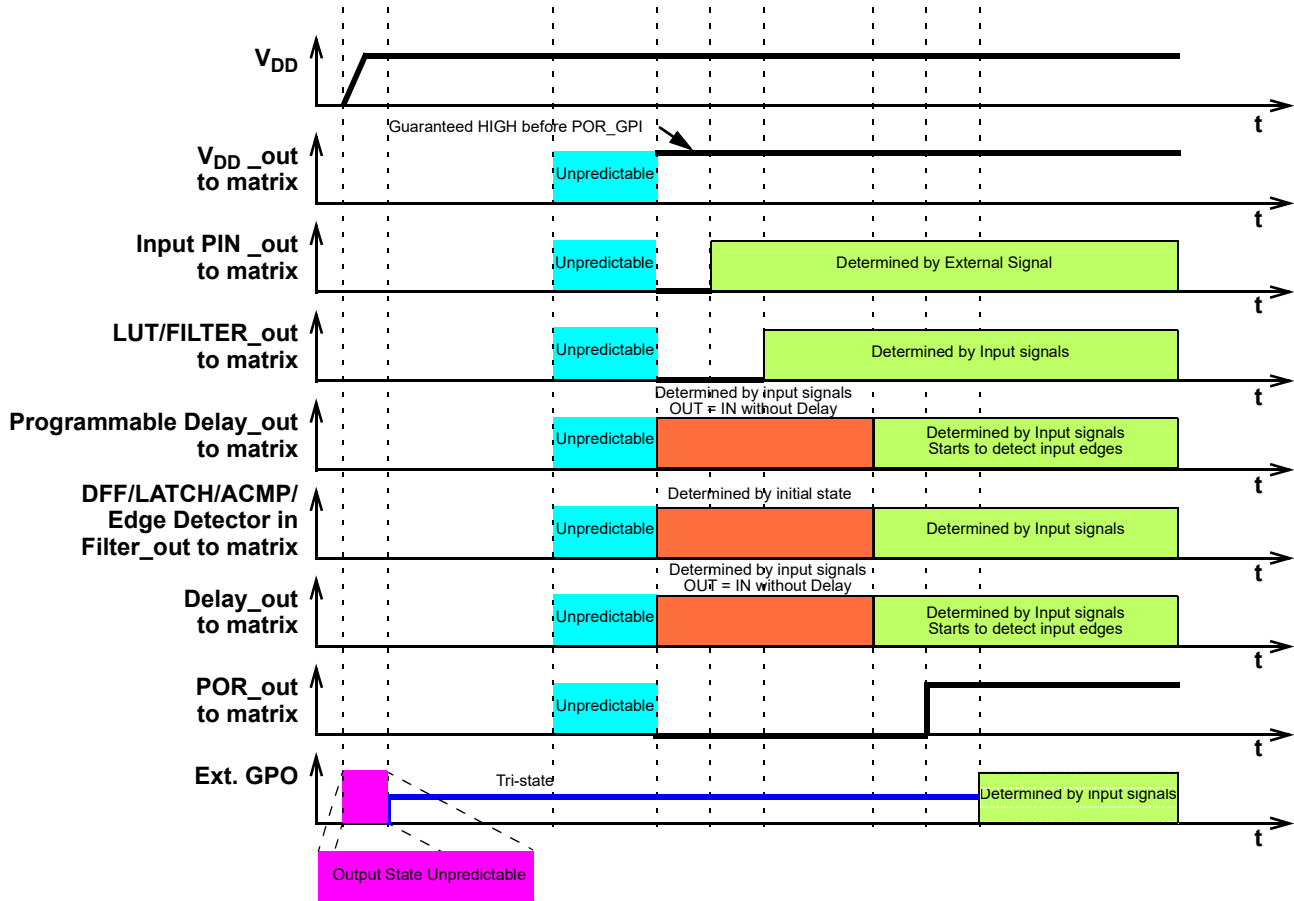 VDD
t
Guaranteed HIGH before POR_GPI
VDD _out
to matrix
Unpredictable
t
Input PIN _out
to matrix
Unpredictable
Determined by External Signal
t
LUT/FILTER_out
to matrix
Unpredictable
Determined by Input signals
t
Determined by input signals
OUT = IN without Delay
Programmable Delay_out
to matrix
Unpredictable
Determined by Input signals
Starts to detect input edges
t
DFF/LATCH/ACMP/
Edge Detector in
Filter_out to matrix
Determined by initial state
Unpredictable
Determined by Input signals
t
Determined by input signals
OUT = IN without Delay
Delay_out
to matrix
Unpredictable
Determined by Input signals
Starts to detect input edges
t
POR_out
to matrix
Unpredictable
t
Ext. GPO
Tri-state
Determined by input signals
t
Output State Unpredictable